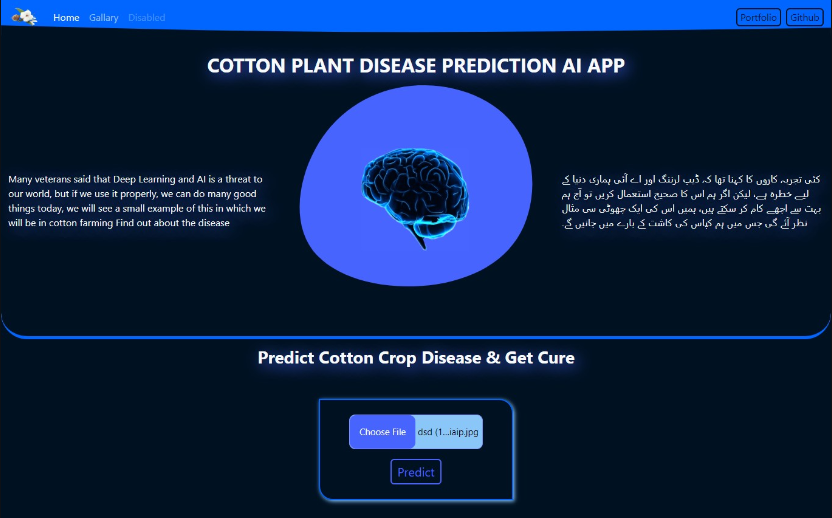 Home Gallary Disabled Portfolio Github
COTTON PLANT DISEASE PREDICTION AI APP
Many veterans said that Deep Learning and AI is a threat to
our world, but if we use it properly, we can do many good
things today, we will see a small example of this in which we
will be in cotton farming Find out about the disease
کئی تجربہ کاروں کا کہنا تھا کہ ڈیپ لرننگ اور اے آئی ہماری دنیا کے
لیے خطرہ ہے، لیکن اگر ہم اس کا صحیح استعمال کریں تو آج ہم
بہت سے اچھے کام کر سکتے ہیں، ہمیں اس کی ایک چھوٹی سی مثال
نظر آئے گی جس میں ہم کپاس کی کاشت کے بارے میں جانیں گے۔
Predict Cotton Crop Disease & Get Cure
Choose File dsd (1...iaip.jpg
Predict